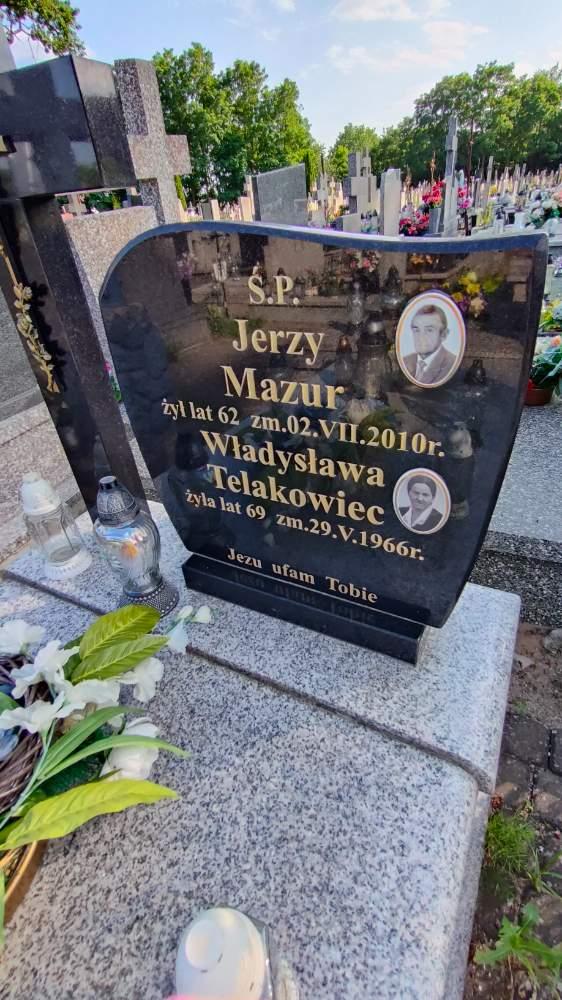 Ś.P.
Jerzy
Mazur
żył lat 62 zm.02.VII.2010r.
Władysława
Telakowiec
żyła lat 69 zm.29.V.1966r.
Jezu ufam Tobie